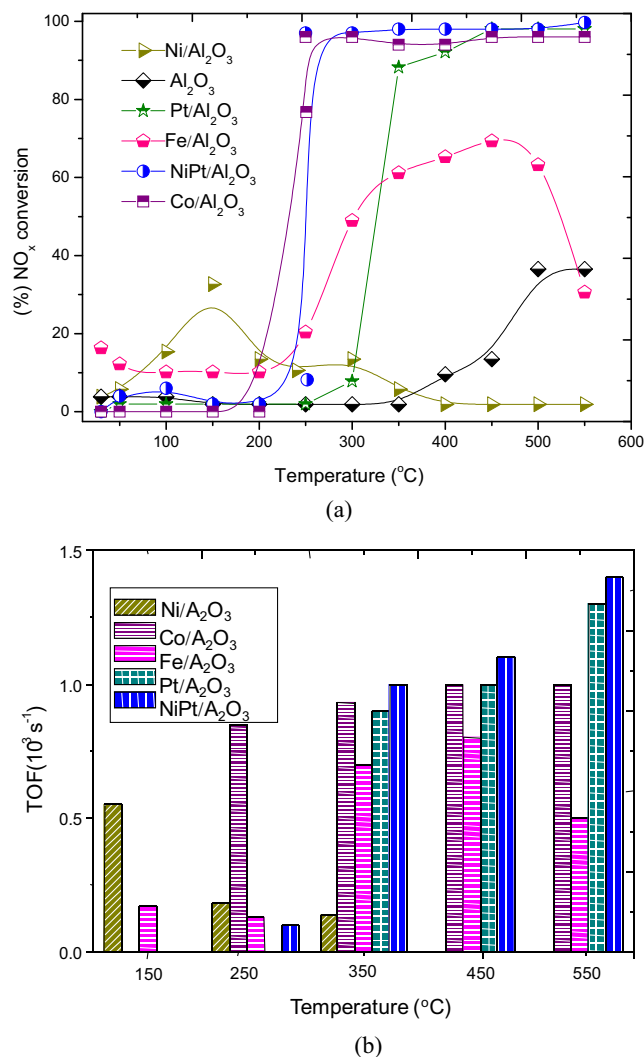 100
80
60
40
20
0
(%) NOₓ conversion
Ni/Al₂O₃
Al₂O₃
Pt/Al₂O₃
Fe/Al₂O₃
NiPt/Al₂O₃
Co/Al₂O₃
100 200 300 400 500 600
Temperature (°C)
(a)
1.5
1.0
0.5
0.0
TOF(10³ s⁻¹)
Ni/A₂O₃
Co/A₂O₃
Fe/A₂O₃
Pt/A₂O₃
NiPt/A₂O₃
150 250 350 450 550
Temperature (°C)
(b)